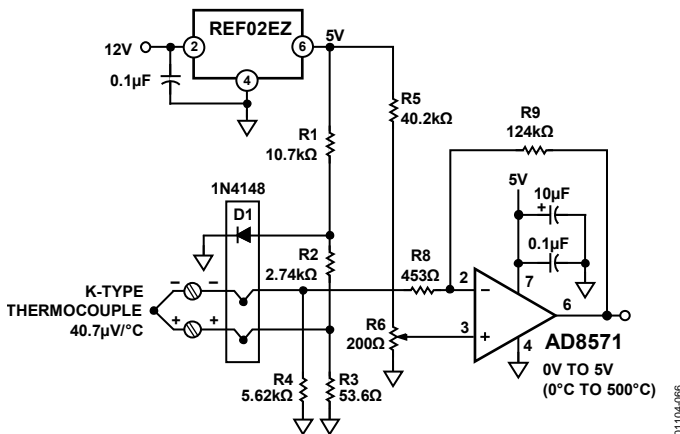 REF02EZ
12V
2
6
5V
4
0.1µF
R5
40.2kΩ
R9
124kΩ
R1
10.7kΩ
1N4148
D1
5V
10µF
+
0.1µF
R2
2.74kΩ
R8
453Ω
2
−
7
6
K-TYPE
THERMOCOUPLE
40.7µV/°C
− −
+ +
R6
200Ω
3
+
4
AD8571
0V TO 5V
(0°C TO 500°C)
R4
5.62kΩ
R3
53.6Ω
01104-066